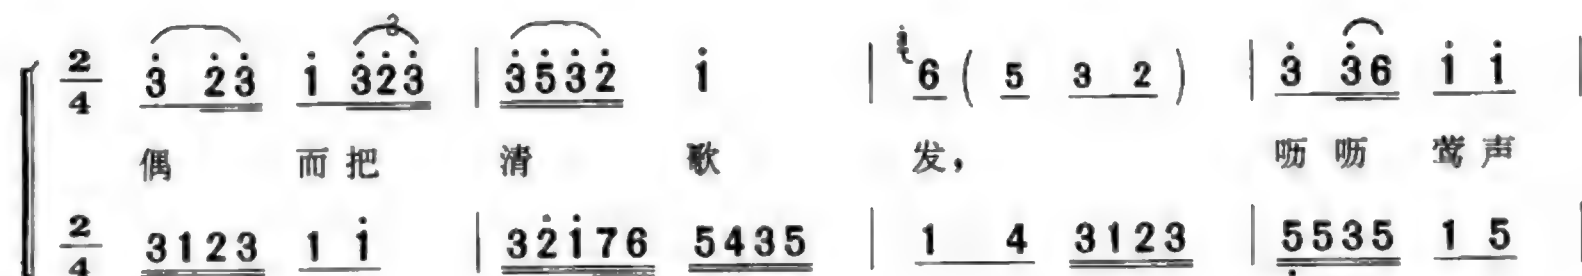 2/4 3 23 1 323 | 3532 1 | 6 ( 5 3 2 ) | 3 36 1 1 |
偶 而 把 清 歌 发， 呖 呖 莺 声
2/4 3123 1 1 | 32176 5435 | 1 4 3123 | 5535 1 5 |